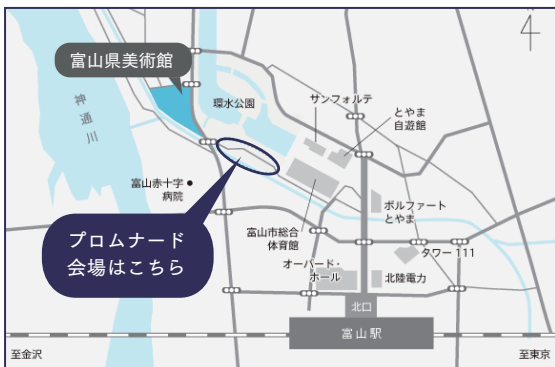 富山県美術館
神通川
環水公園
サンフォルテ
とやま
自遊館
富山赤十字
病院
プロムナード
会場はこちら
富山市総合
体育館
ボルファート
とやま
タワー111
オーバード・
ホール
北陸電力
北口
富山駅
至金沢
至東京